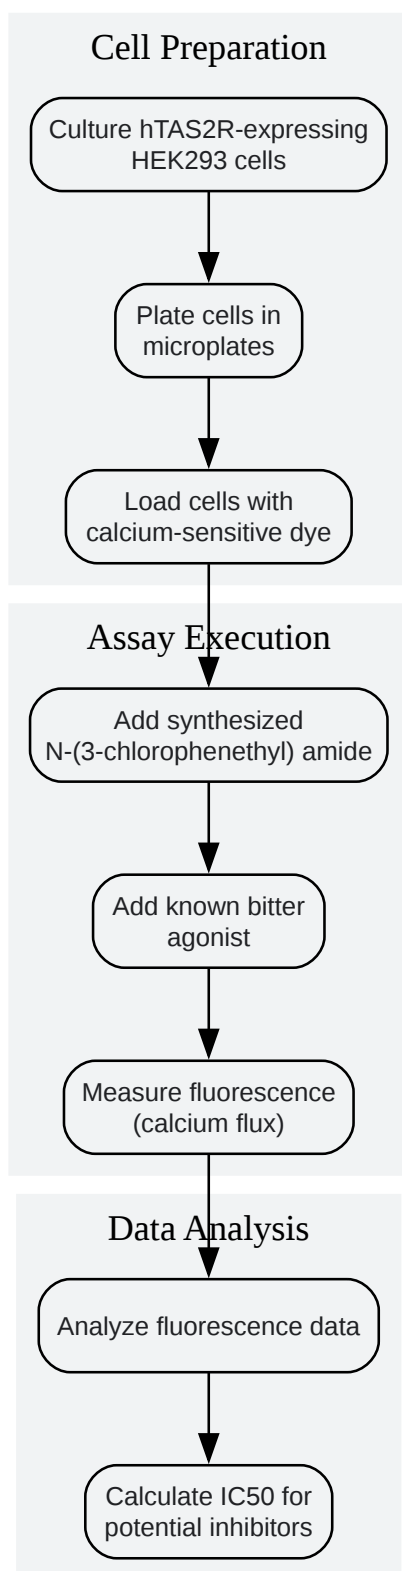 Cell Preparation
Culture hTAS2R-expressing
HEK293 cells
Plate cells in
microplates
Load cells with
calcium-sensitive dye
Assay Execution
Add synthesized
N-(3-chlorophenethyl) amide
Add known bitter
agonist
Measure fluorescence
(calcium flux)
Data Analysis
Analyze fluorescence data
Calculate IC50 for
potential inhibitors